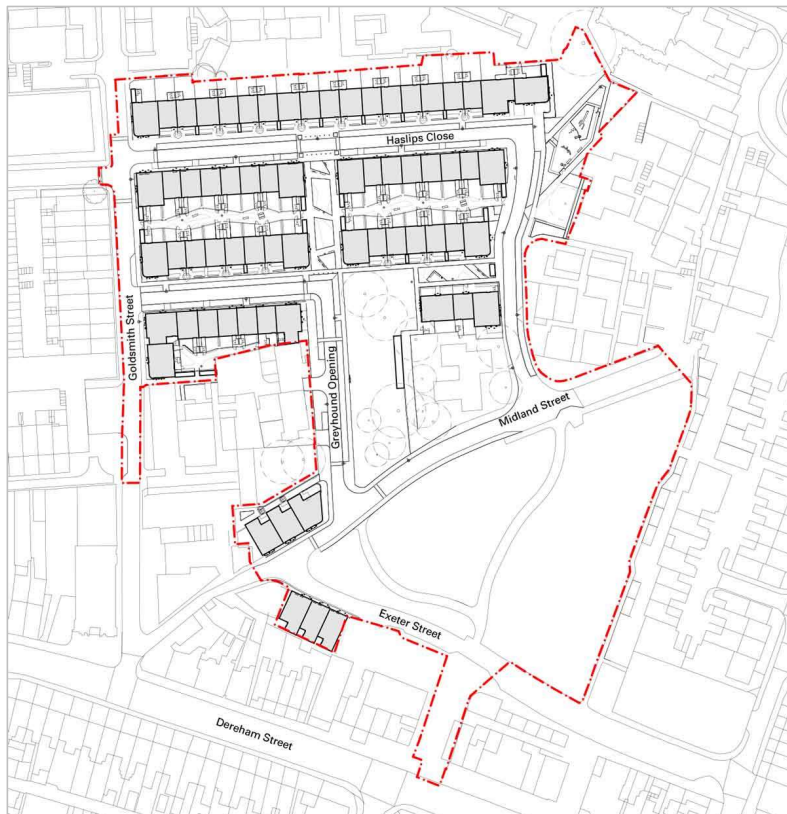 Haslips Close
Goldsmith Street
Greyhound Opening
Midland Street
Exeter Street
Dereham Street